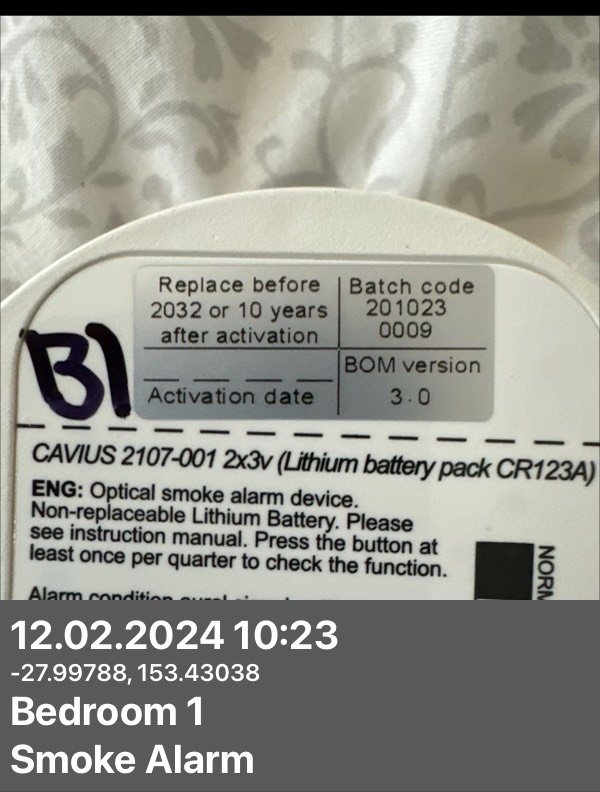 Replace before
2032 or 10 years
after activation
Activation date
Batch code
201023
0009
BOM version
3.0
B1
CAVIUS 2107-001 2x3v (Lithium battery pack CR123A)
ENG: Optical smoke alarm device.
Non-replaceable Lithium Battery. Please
see instruction manual. Press the button at
least once per quarter to check the function.
Alarm condition
NORM
12.02.2024 10:23
-27.99788, 153.43038
Bedroom 1
Smoke Alarm